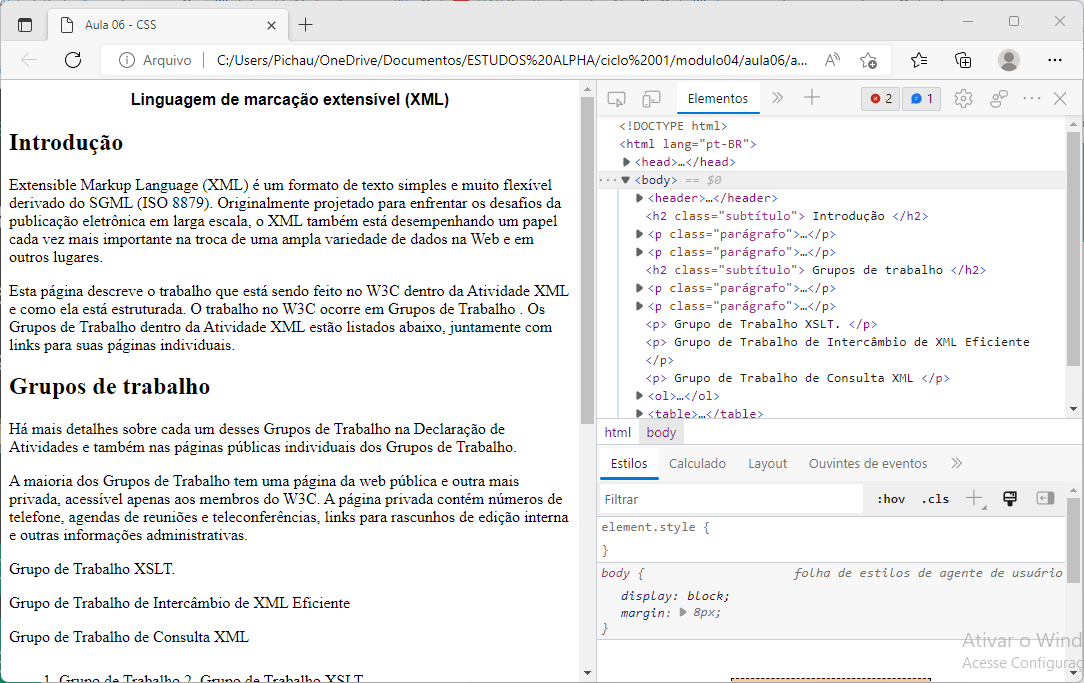 Aula 06 - CSS
Arquivo
C:/Users/Pichau/OneDrive/Documentos/ESTUDOS%20ALPHA/ciclo%2001/modulo04/aula06/a...
Linguagem de marcação extensível (XML)
Introdução
Extensible Markup Language (XML) é um formato de texto simples e muito flexível
derivado do SGML (ISO 8879). Originalmente projetado para enfrentar os desafios da
publicação eletrônica em larga escala, o XML também está desempenhando um papel
cada vez mais importante na troca de uma ampla variedade de dados na Web e em
outros lugares.
Esta página descreve o trabalho que está sendo feito no W3C dentro da Atividade XML
e como ela está estruturada. O trabalho no W3C ocorre em Grupos de Trabalho . Os
Grupos de Trabalho dentro da Atividade XML estão listados abaixo, juntamente com
links para suas páginas individuais.
Grupos de trabalho
Há mais detalhes sobre cada um desses Grupos de Trabalho na Declaração de
Atividades e também nas páginas públicas individuais dos Grupos de Trabalho.
A maioria dos Grupos de Trabalho tem uma página da web pública e outra mais
privada, acessível apenas aos membros do W3C. A página privada contém números de
telefone, agendas de reuniões e teleconferências, links para rascunhos de edição interna
e outras informações administrativas.
Grupo de Trabalho XSLT.
Grupo de Trabalho de Intercâmbio de XML Eficiente
Grupo de Trabalho de Consulta XML
1. Grupo de Trabalho 2. Grupo de Trabalho XSLT
Elementos
2
1
<!DOCTYPE html>
<html lang="pt-BR">
<head>…</head>
<body> == $0
<header>…</header>
<h2 class="subtítulo"> Introdução </h2>
<p class="parágrafo">…</p>
<p class="parágrafo">…</p>
<h2 class="subtítulo"> Grupos de trabalho </h2>
<p class="parágrafo">…</p>
<p class="parágrafo">…</p>
<p> Grupo de Trabalho XSLT. </p>
<p> Grupo de Trabalho de Intercâmbio de XML Eficiente
</p>
<p> Grupo de Trabalho de Consulta XML </p>
<ol>…</ol>
<table>…</table>
html body
Estilos Calculado Layout Ouvintes de eventos
Filtrar :hov .cls
element.style {
}
body { folha de estilos de agente de usuário
display: block;
margin: 8px;
}
Ativar o Wind
Acesse Configuraç